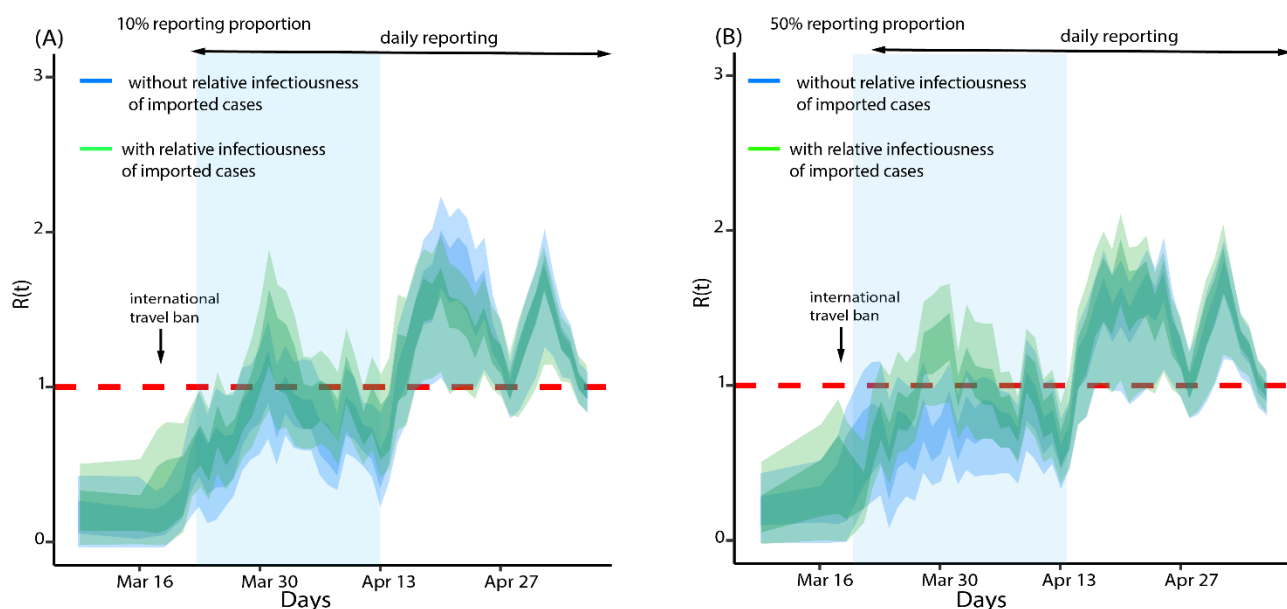 10% reporting proportion
(A)
daily reporting
3
without relative infectiousness
of imported cases
with relative infectiousness
of imported cases
2
R(t)
international
travel ban
1
0
Mar 16
Mar 30
Apr 13
Apr 27
Days
50% reporting proportion
(B)
daily reporting
3
without relative infectiousness
of imported cases
with relative infectiousness
of imported cases
2
R(t)
international
travel ban
1
0
Mar 16
Mar 30
Apr 13
Apr 27
Days